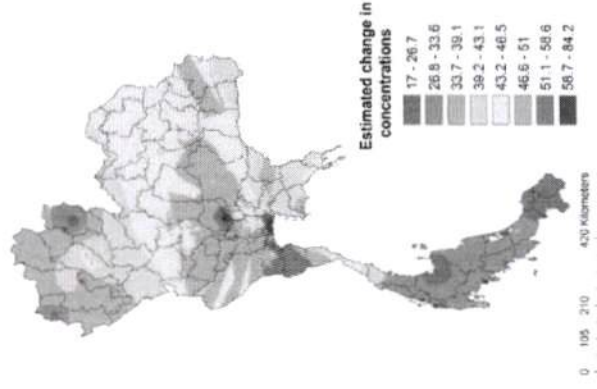 Estimated change in
concentrations
17 - 26.7
26.8 - 33.6
33.7 - 39.1
39.2 - 43.1
43.2 - 46.5
46.6 - 51
51.1 - 58.6
58.7 - 84.2
0 105 210 420 Kilometers